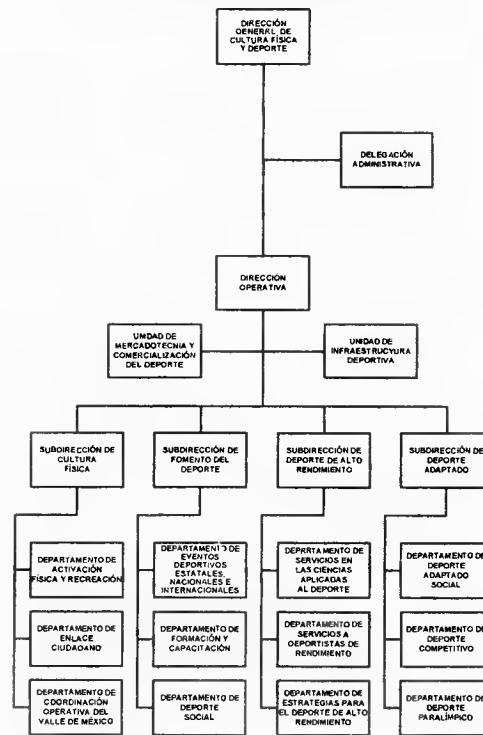 DIRECCIÓN
GENERAL DE
CULTURA FÍSICA
Y DEPORTE
DELEGACIÓN
ADMINISTRATIVA
DIRECCIÓN
OPERATIVA
UNIDAD DE
MERCADOTECNIA Y
COMERCIALIZACIÓN
DEL DEPORTE
UNIDAD DE
INFRAESTRUCYURA
DEPORTIVA
SUBDIRECCIÓN DE
CULTURA
FÍSICA
SUBDIRECCIÓN DE
FOMENTO DEL
DEPORTE
SUBDIRECCIÓN DE
DEPORTE DE ALTO
RENDIMIENTO
SUBDIRECCIÓN DE
DEPORTE
ADAPTADO
DEPARTAMENTO DE
ACTIVACIÓN
FÍSICA Y RECREACIÓN
DEPARTAMENTO DE
EVENTOS
DEPORTIVOS
ESTATALES,
NACIONALES E
INTERNACIONALES
DEPARTAMENTO DE
SERVICIOS EN
LAS CIENCIAS
APLICADAS
AL DEPORTE
DEPARTAMENTO DE
DEPORTE
ADAPTADO
SOCIAL
DEPARTAMENTO DE
ENLACE
CIUDADANO
DEPARTAMENTO DE
FORMACIÓN Y
CAPACITACIÓN
DEPARTAMENTO DE
SERVICIOS A
DEPORTISTAS DE
RENDIMIENTO
DEPARTAMENTO DE
DEPORTE
COMPETITIVO
DEPARTAMENTO DE
COORDINACIÓN
OPERATIVA DEL
VALLE DE MÉXICO
DEPARTAMENTO DE
DEPORTE
SOCIAL
DEPARTAMENTO DE
ESTRATEGIAS PARA
EL DEPORTE DE ALTO
RENDIMIENTO
DEPARTAMENTO DE
DEPORTE
PARALÍMPICO